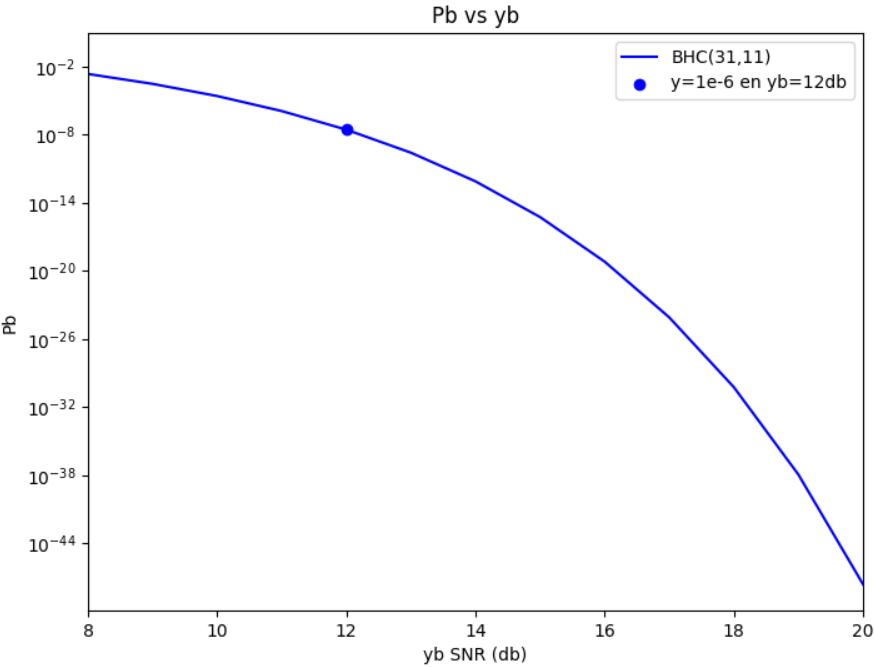 Pb vs yb
BHC(31,11)
y=1e-6 en yb=12db
Pb
10⁻²
10⁻⁸
10⁻¹⁴
10⁻²⁰
10⁻²⁶
10⁻³²
10⁻³⁸
10⁻⁴⁴
8 10 12 14 16 18 20
yb SNR (db)